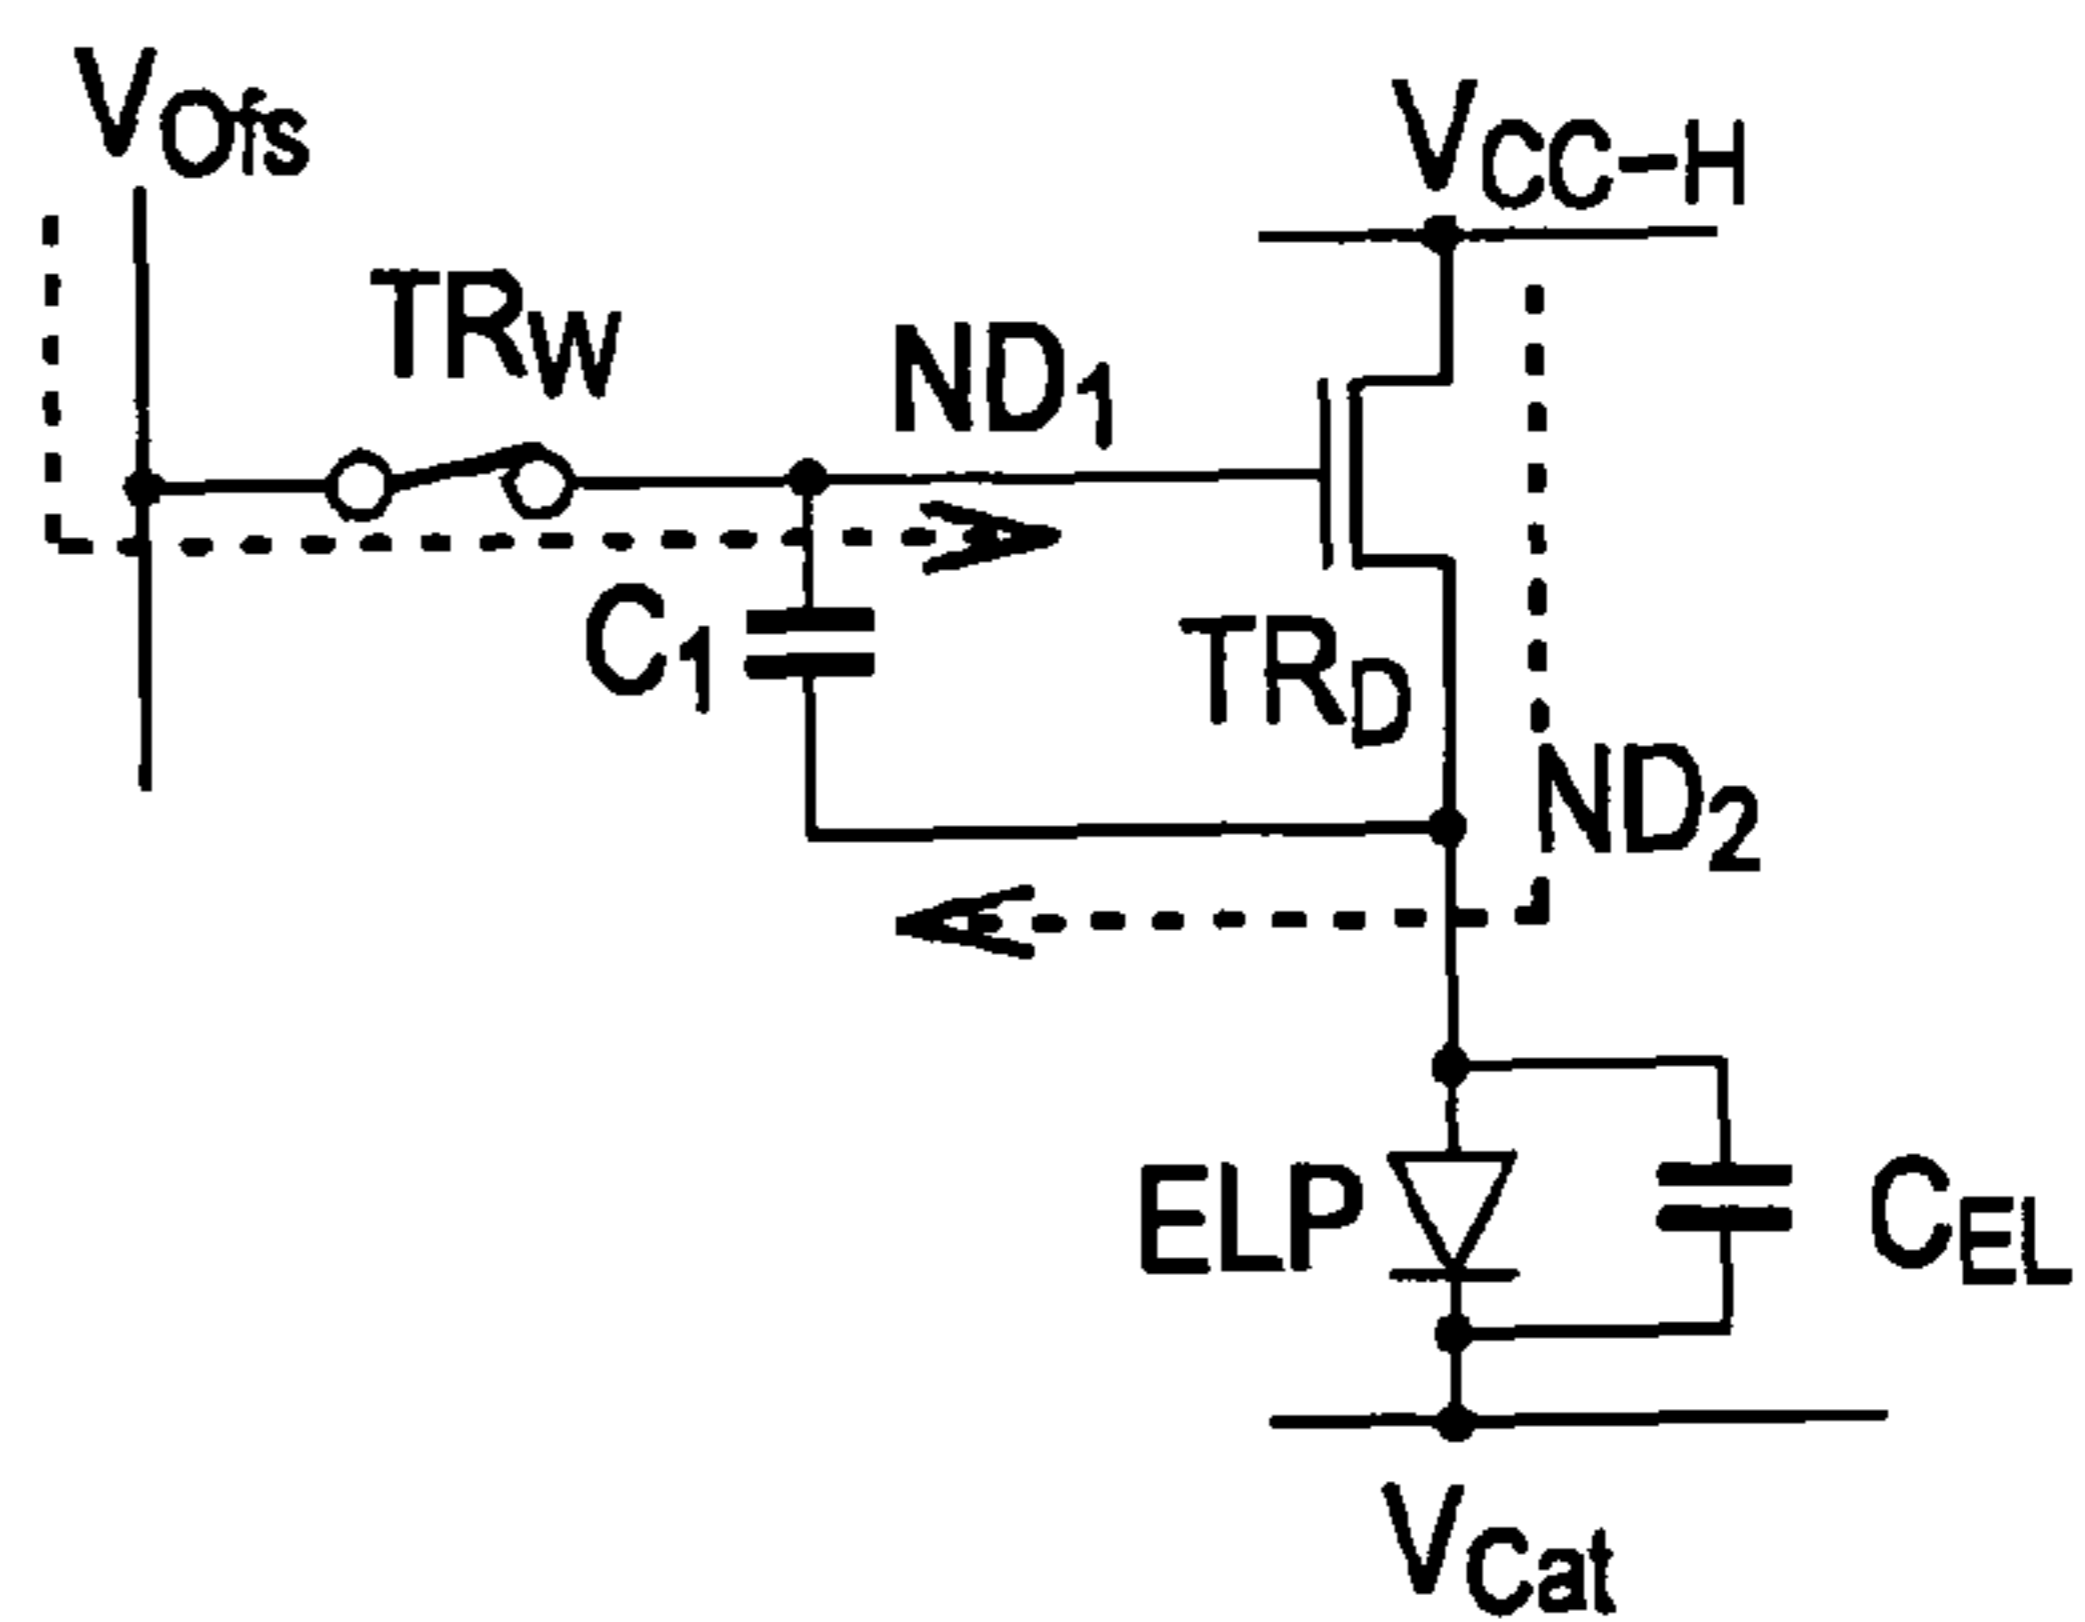 VOfs
VCC-H
TRW
ND1
C1
TRD
ND2
ELP
CEL
VCat